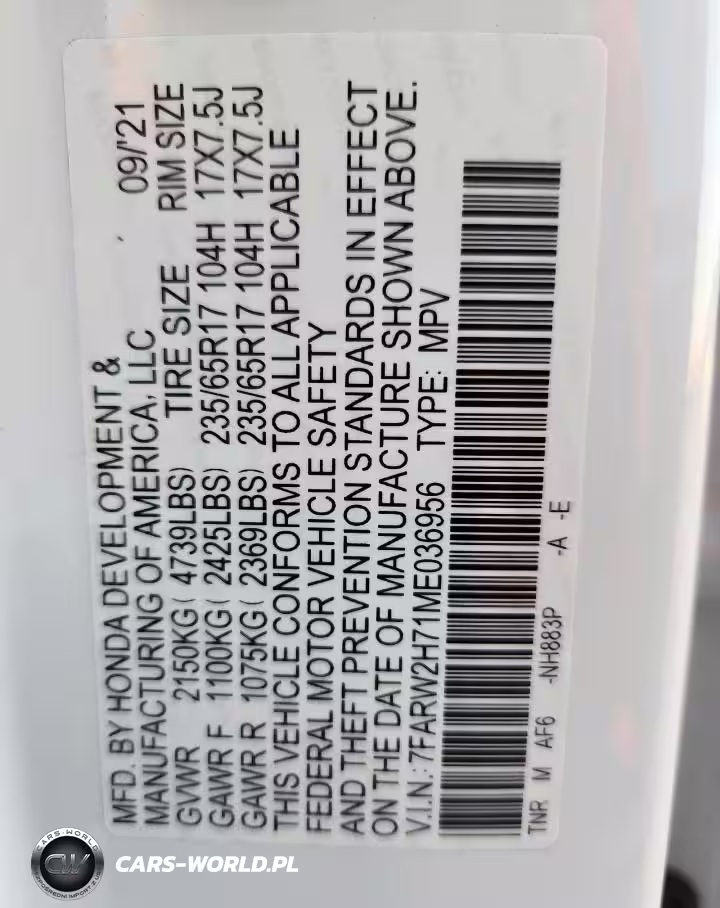 MFD. BY HONDA DEVELOPMENT & 09/'21
MANUFACTURING OF AMERICA, LLC
GVWR 2150KG( 4739LBS) TIRE SIZE RIM SIZE
GAWR F 1100KG( 2425LBS) 235/65R17 104H 17X7.5J
GAWR R 1075KG( 2369LBS) 235/65R17 104H 17X7.5J
THIS VEHICLE CONFORMS TO ALL APPLICABLE
FEDERAL MOTOR VEHICLE SAFETY
AND THEFT PREVENTION STANDARDS IN EFFECT
ON THE DATE OF MANUFACTURE SHOWN ABOVE.
V.I.N.:7FARW2H71ME036956 TYPE: MPV
TNR M AF6 -NH883P -A -E
CARS-WORLD
CW
CARS-WORLD.PL